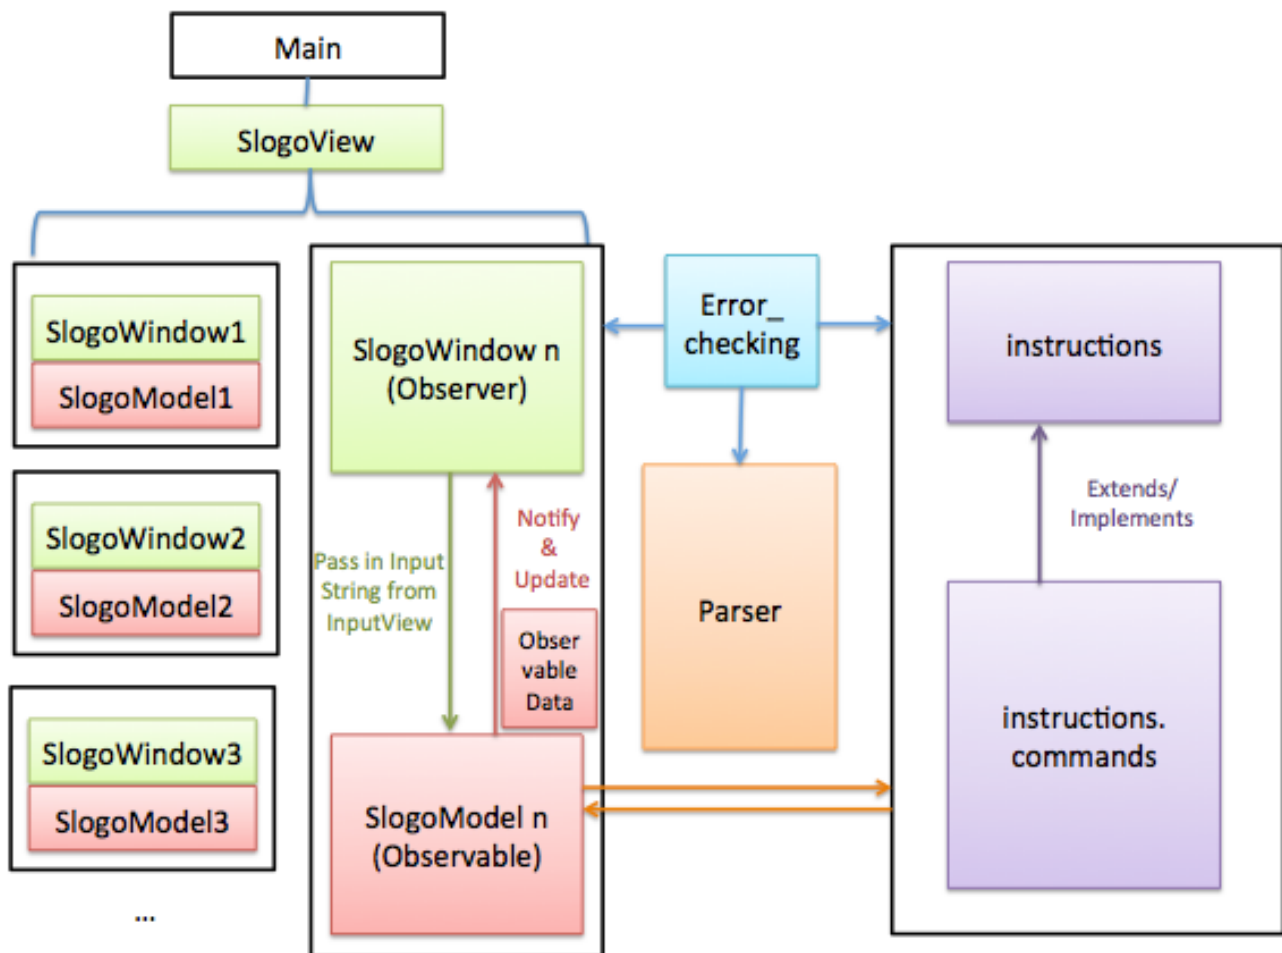 Main
SlogoView
SlogoWindow1
SlogoModel1
SlogoWindow2
SlogoModel2
SlogoWindow3
SlogoModel3
...
SlogoWindow n
(Observer)
Pass in Input
String from
InputView
Notify
&
Update
Obser
vable
Data
SlogoModel n
(Observable)
Error_
checking
Parser
instructions
Extends/
Implements
instructions.
commands